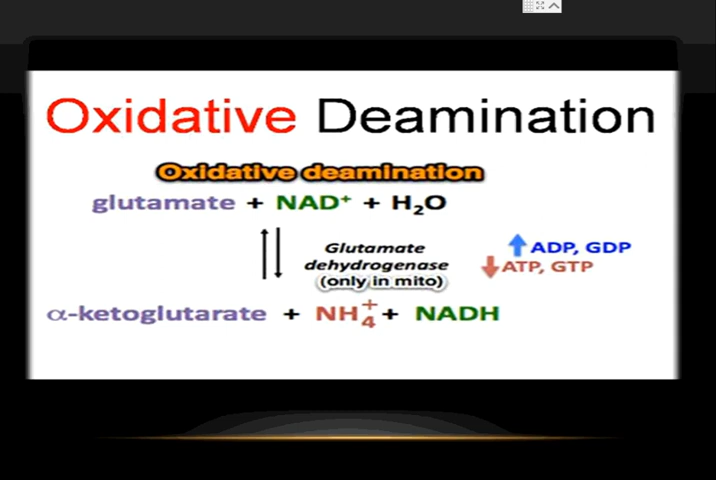 Oxidative Deamination
Oxidative deamination
glutamate + NAD⁺ + H₂O
Glutamate
dehydrogenase
(only in mito)
↑ ADP, GDP
↓ ATP, GTP
α-ketoglutarate + NH₄⁺ + NADH